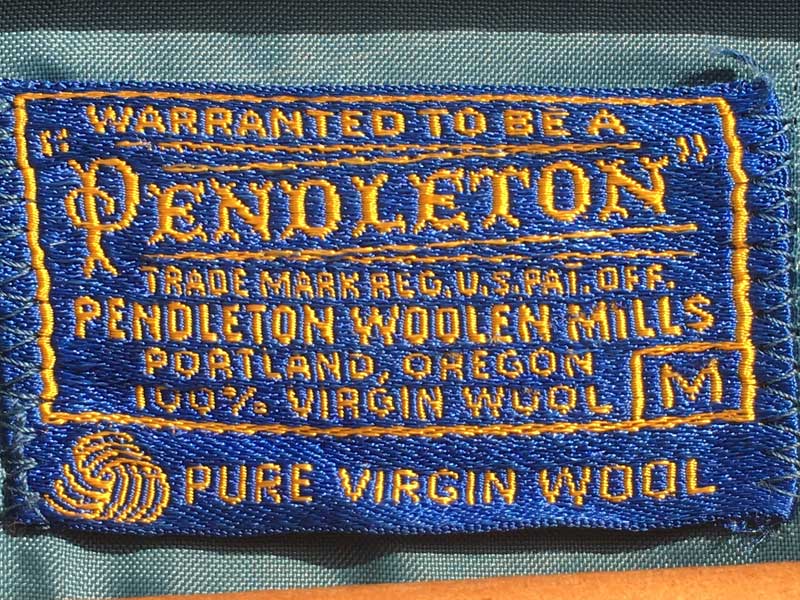 WARRANTED TO BE A
"PENDLETON"
TRADE MARK REG. U.S. PAT. OFF.
PENDLETON WOOLEN MILLS
PORTLAND, OREGON
100% VIRGIN WOOL
M
PURE VIRGIN WOOL